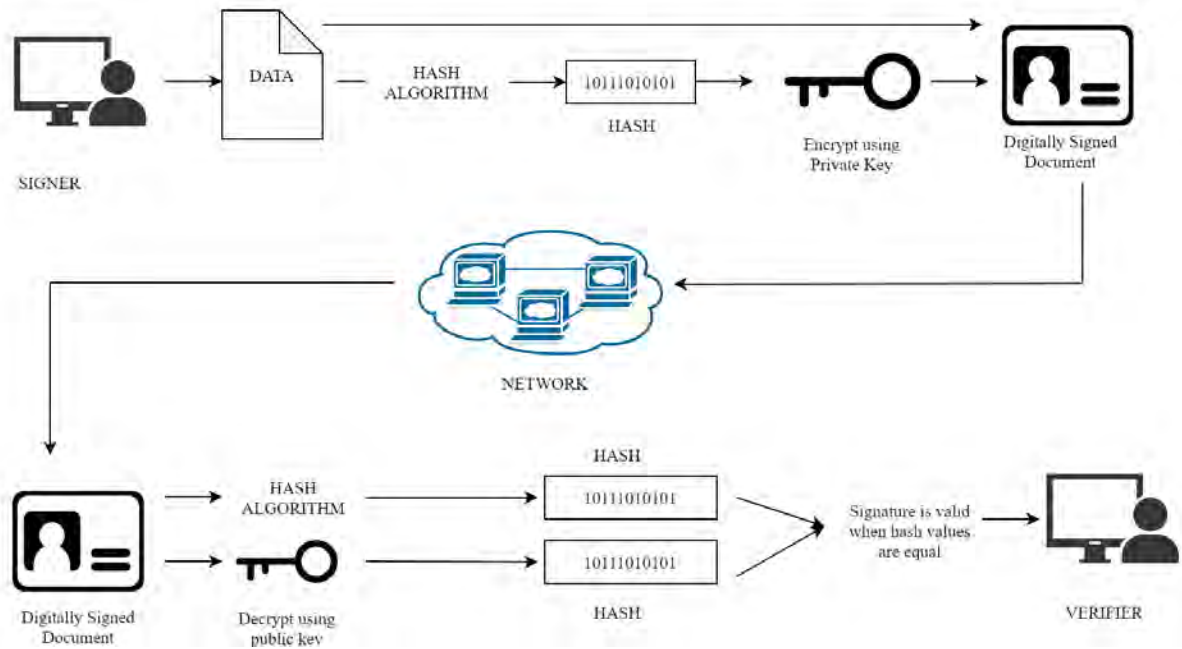 DATA
HASH
ALGORITHM
10111010101
HASH
Encrypt using
Private Key
Digitally Signed
Document
SIGNER
NETWORK
HASH
ALGORITHM
HASH
10111010101
10111010101
HASH
Signature is valid
when hash values
are equal
Digitally Signed
Document
Decrypt using
public key
VERIFIER